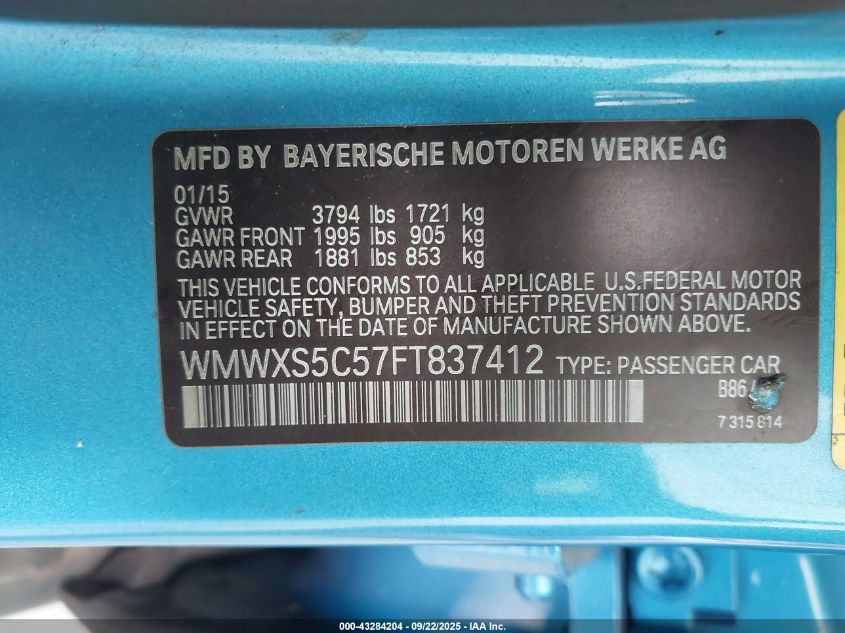 MFD BY BAYERISCHE MOTOREN WERKE AG
01/15
GVWR 3794 lbs 1721 kg
GAWR FRONT 1995 lbs 905 kg
GAWR REAR 1881 lbs 853 kg
THIS VEHICLE CONFORMS TO ALL APPLICABLE U.S.FEDERAL MOTOR
VEHICLE SAFETY, BUMPER AND THEFT PREVENTION STANDARDS
IN EFFECT ON THE DATE OF MANUFACTURE SHOWN ABOVE.
WMWXS5C57FT837412 TYPE: PASSENGER CAR
B86/
7 315 814
000-43284204 - 09/22/2025 - IAA Inc.